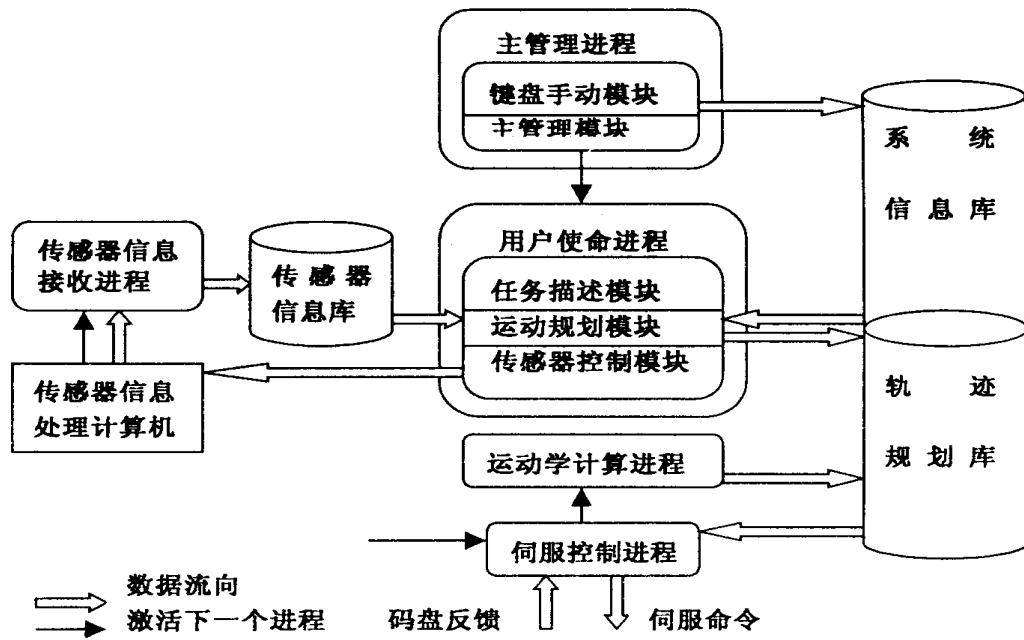 主管理进程
键盘手动模块
主管理模块
系 统
信息库
用户使命进程
任务描述模块
运动规划模块
传感器控制模块
传感器信息
接收进程
传感器
信息库
传感器信息
处理计算机
轨 迹
规划库
运动学计算进程
伺服控制进程
数据流向
激活下一个进程
码盘反馈
伺服命令